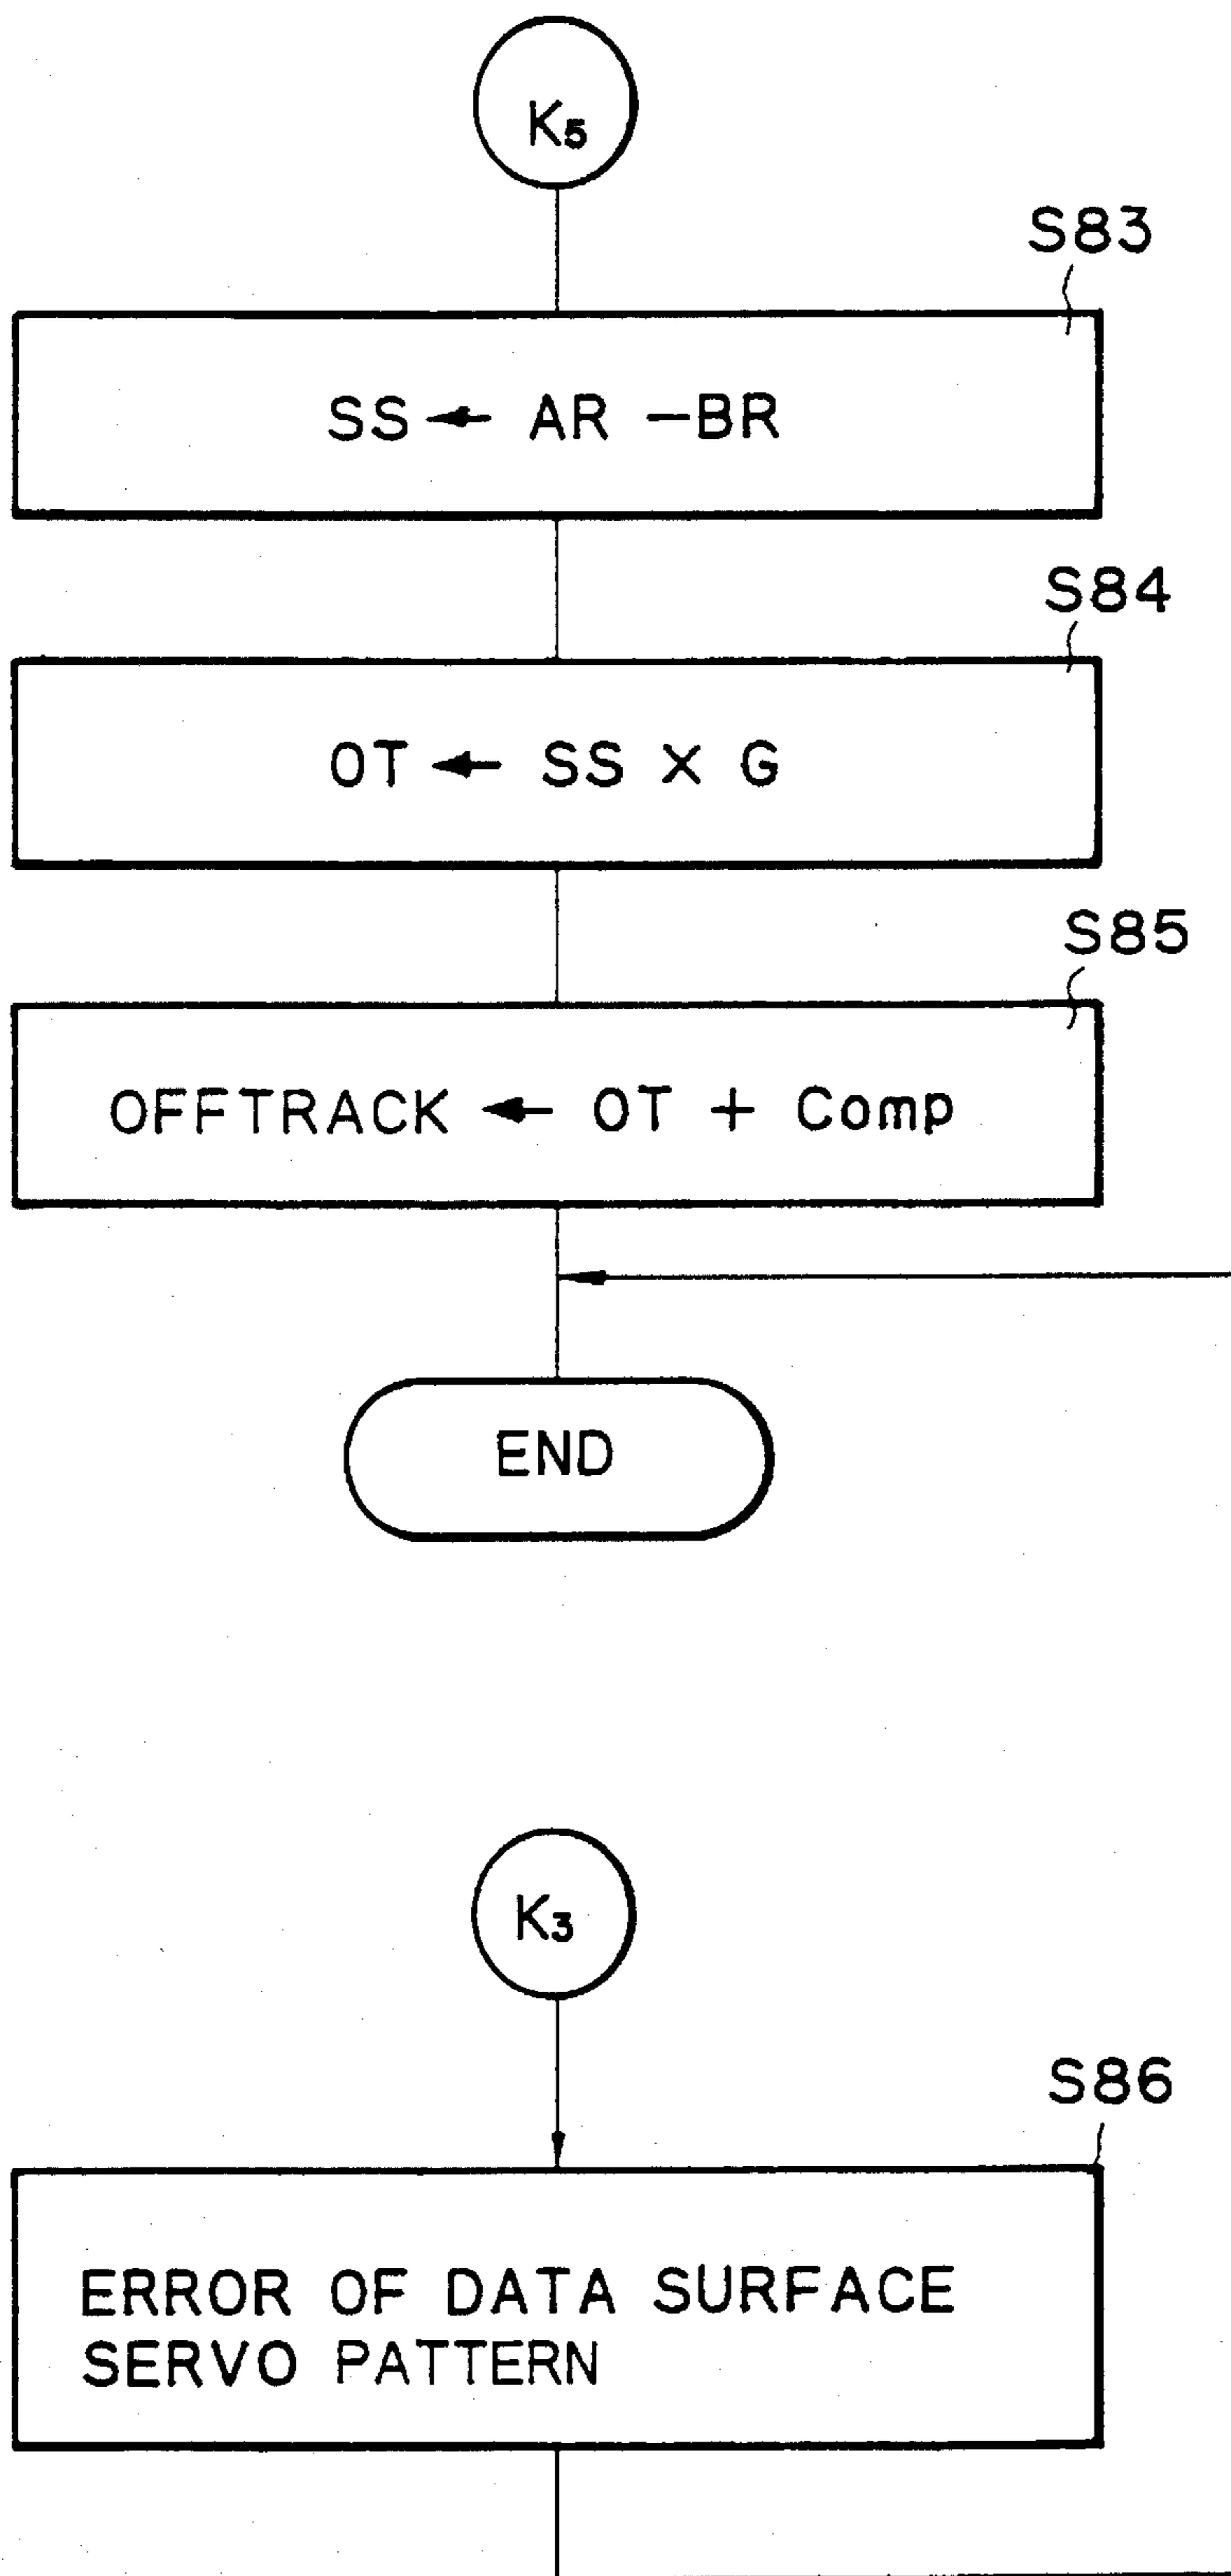 K₅
S83
SS ← AR −BR
S84
OT ← SS × G
S85
OFFTRACK ← OT + Comp
END
K₃
S86
ERROR OF DATA SURFACE
SERVO PATTERN